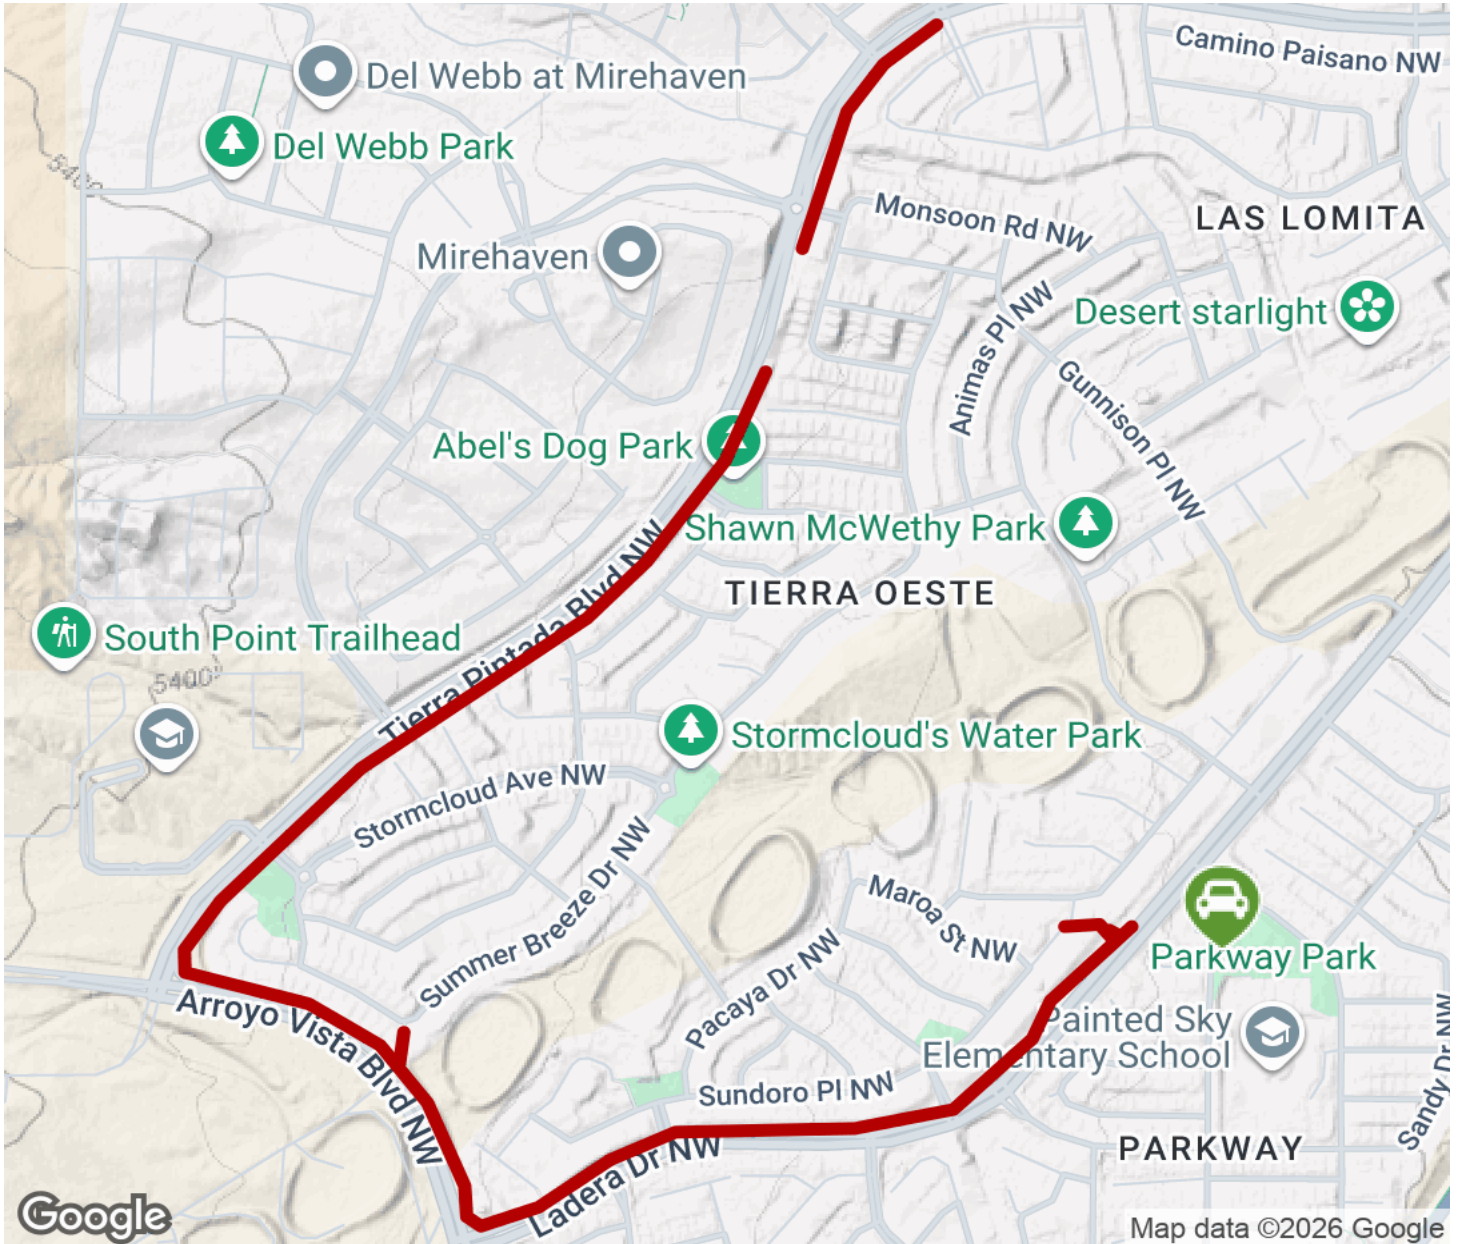 Camino Paisano NW
Del Webb at Mirehaven
Del Webb Park
5400
Monsoon Rd NW
LAS LOMITA
Mirehaven
Desert starlight
Animas Pl NW
Gunnison Pl NW
Abel's Dog Park
Shawn McWethy Park
TIERRA OESTE
Tierra Pintada Blvd NW
South Point Trailhead
5400
Stormcloud's Water Park
Stormcloud Ave NW
Summer Breeze Dr NW
Maroa St NW
Parkway Park
Pacaya Dr NW
Arroyo Vista Blvd NW
Painted Sky
Elementary School
Sundoro Pl NW
Sandy Dr NW
PARKWAY
Ladera Dr NW
Google
Map data ©2026 Google